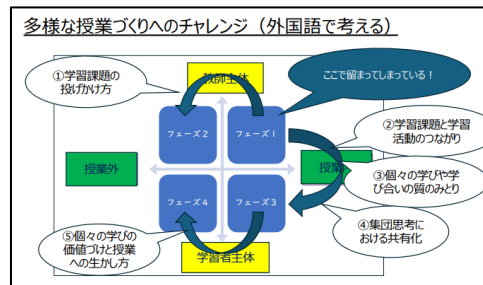 多様な授業づくりへのチャレンジ（外国語で考える）
①学習課題の
投げかけ方
教師主体
ここで留まってしまっている！
フェーズ２
フェーズ１
②学習課題と学習
活動のつながり
授業外
授業
③個々の学びや学
び合いの質のみとり
フェーズ４
フェーズ３
④集団思考に
おける共有化
⑤個々の学びの
価値づけと授業
への生かし方
学習者主体